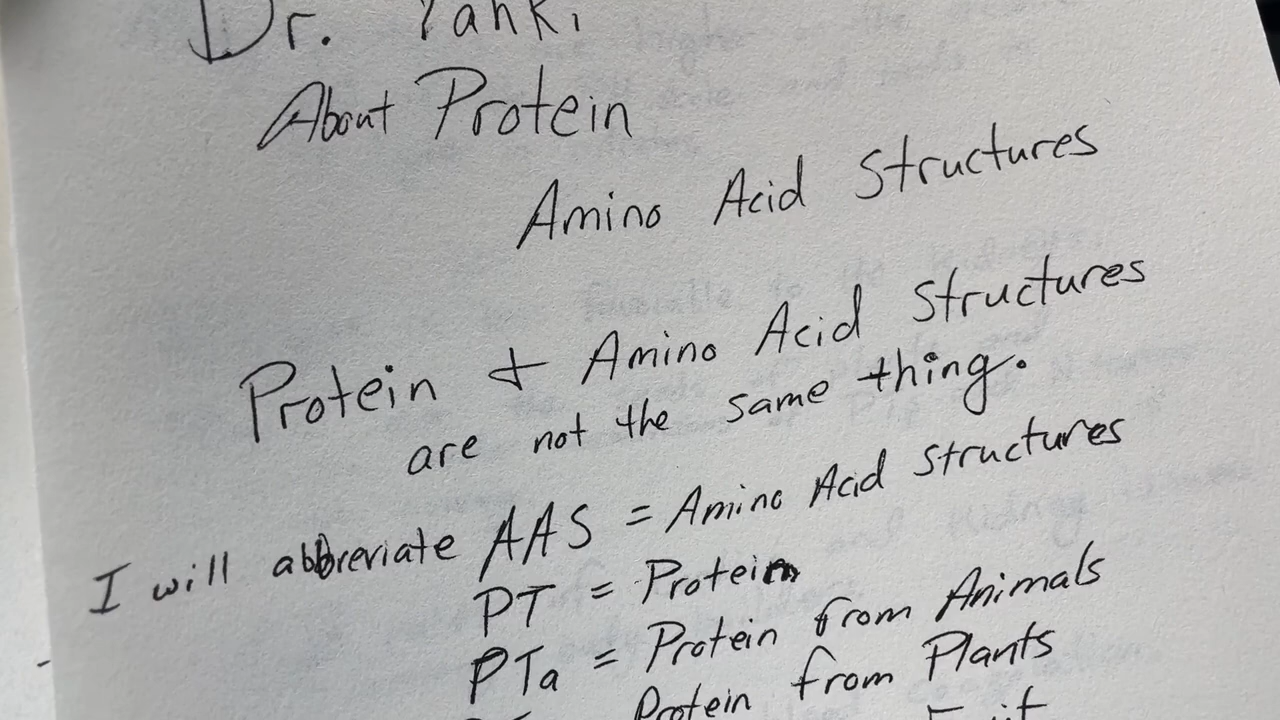 Dr. Yanki
About Protein
Amino Acid Structures
Protein & Amino Acid Structures
are not the same thing.
I will abbreviate AAS = Amino Acid Structures
PT = Protein
PTa = Protein from Animals
Protein from Plants